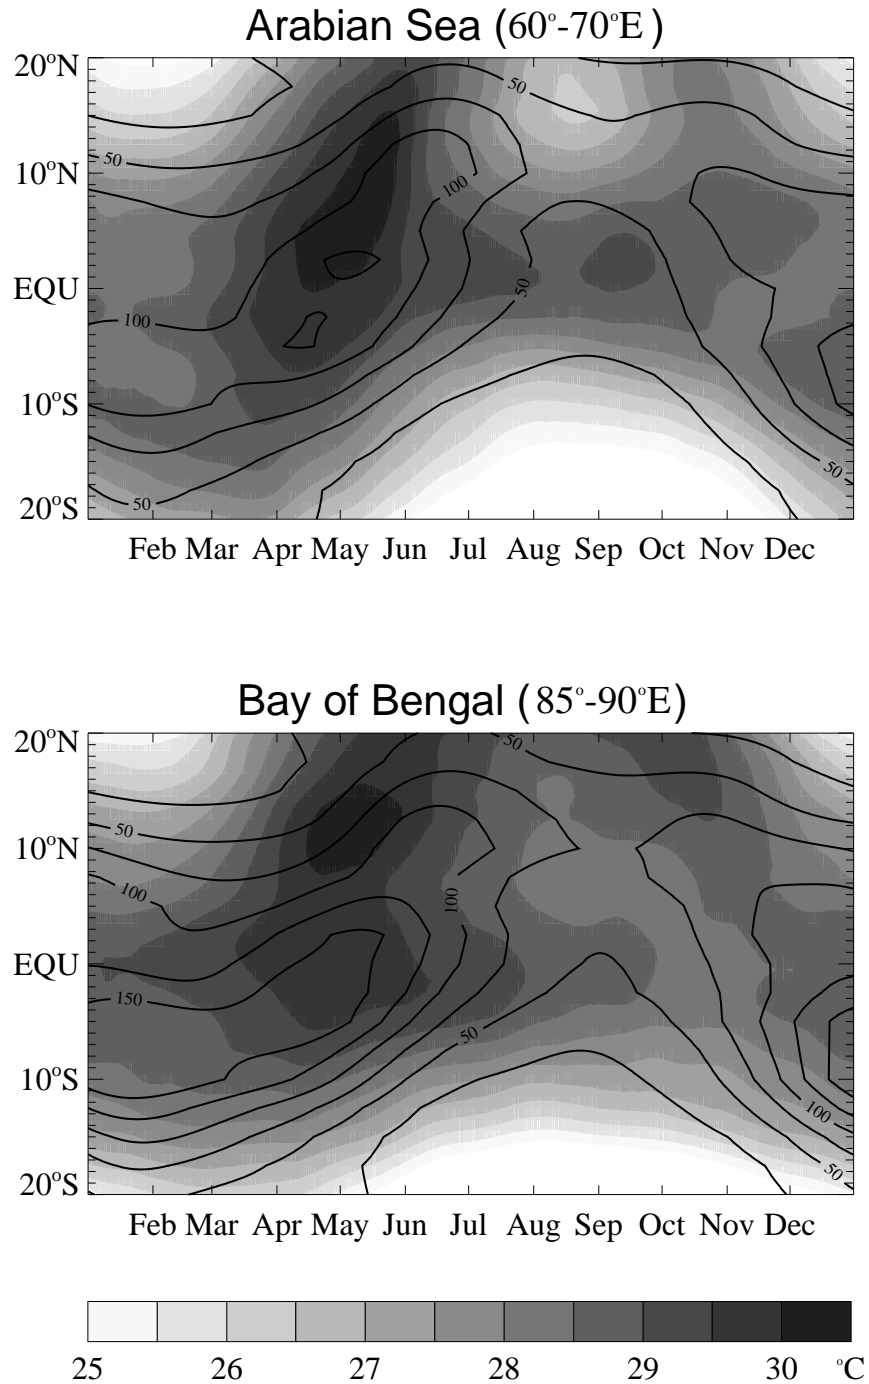 Arabian Sea (60°-70°E)
20°N
50
50
10°N
100
EQU
50
100
10°S
50
50
20°S
Feb Mar Apr May Jun Jul Aug Sep Oct Nov Dec
Bay of Bengal (85°-90°E)
20°N
50
50
10°N
100
100
EQU
150
50
10°S
100
50
20°S
Feb Mar Apr May Jun Jul Aug Sep Oct Nov Dec
25 26 27 28 29 30 °C